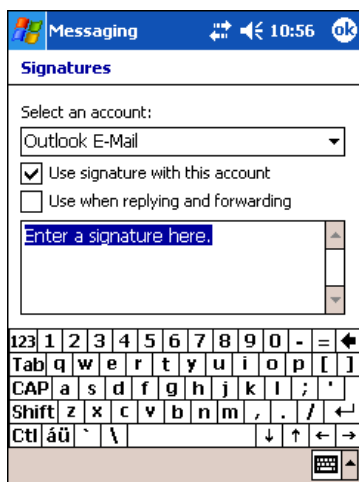 Messaging 10:56 ok
Signatures
Select an account:
Outlook E-Mail
Use signature with this account
Use when replying and forwarding
Enter a signature here.
123 1 2 3 4 5 6 7 8 9 0 - =
Tab q w e r t y u i o p [ ]
CAP a s d f g h j k l ; '
Shift z x c v b n m , . /
Ctl áü ` \ ↓ ↑ ← →